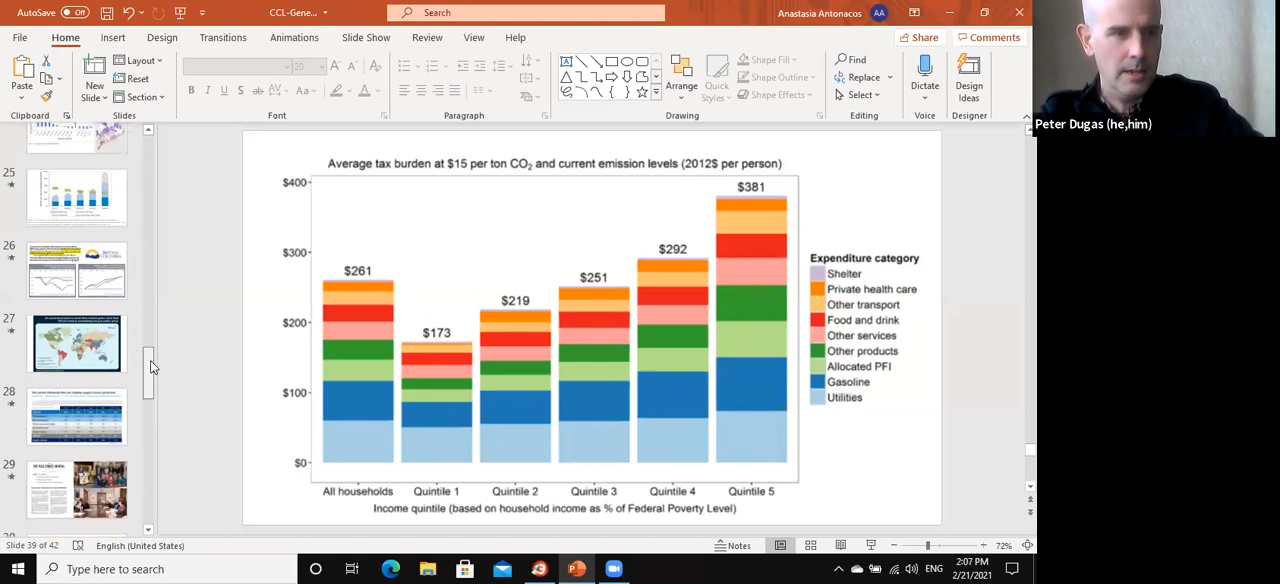 AutoSave Off
CCL-Gene...
Search
Anastasia Antonacos AA
File Home Insert Design Transitions Animations Slide Show Review View Help
Share Comments
Paste
New
Slide
Layout
Reset
Section
20
Arrange
Quick
Styles
Shape Fill
Shape Outline
Shape Effects
Find
Replace
Select
Dictate
Design
Ideas
Clipboard Slides Font Paragraph Drawing Editing Voice Designer
Peter Dugas (he,him)
25
26
27
28
29
Average tax burden at $15 per ton CO₂ and current emission levels (2012$ per person)
$400
$300
$200
$100
$0
$261
$173
$219
$251
$292
$381
Expenditure category
Shelter
Private health care
Other transport
Food and drink
Other services
Other products
Allocated PFI
Gasoline
Utilities
All households Quintile 1 Quintile 2 Quintile 3 Quintile 4 Quintile 5
Income quintile (based on household income as % of Federal Poverty Level)
Slide 39 of 42 English (United States) Notes 72%
Type here to search
ENG
2:07 PM
2/21/2021